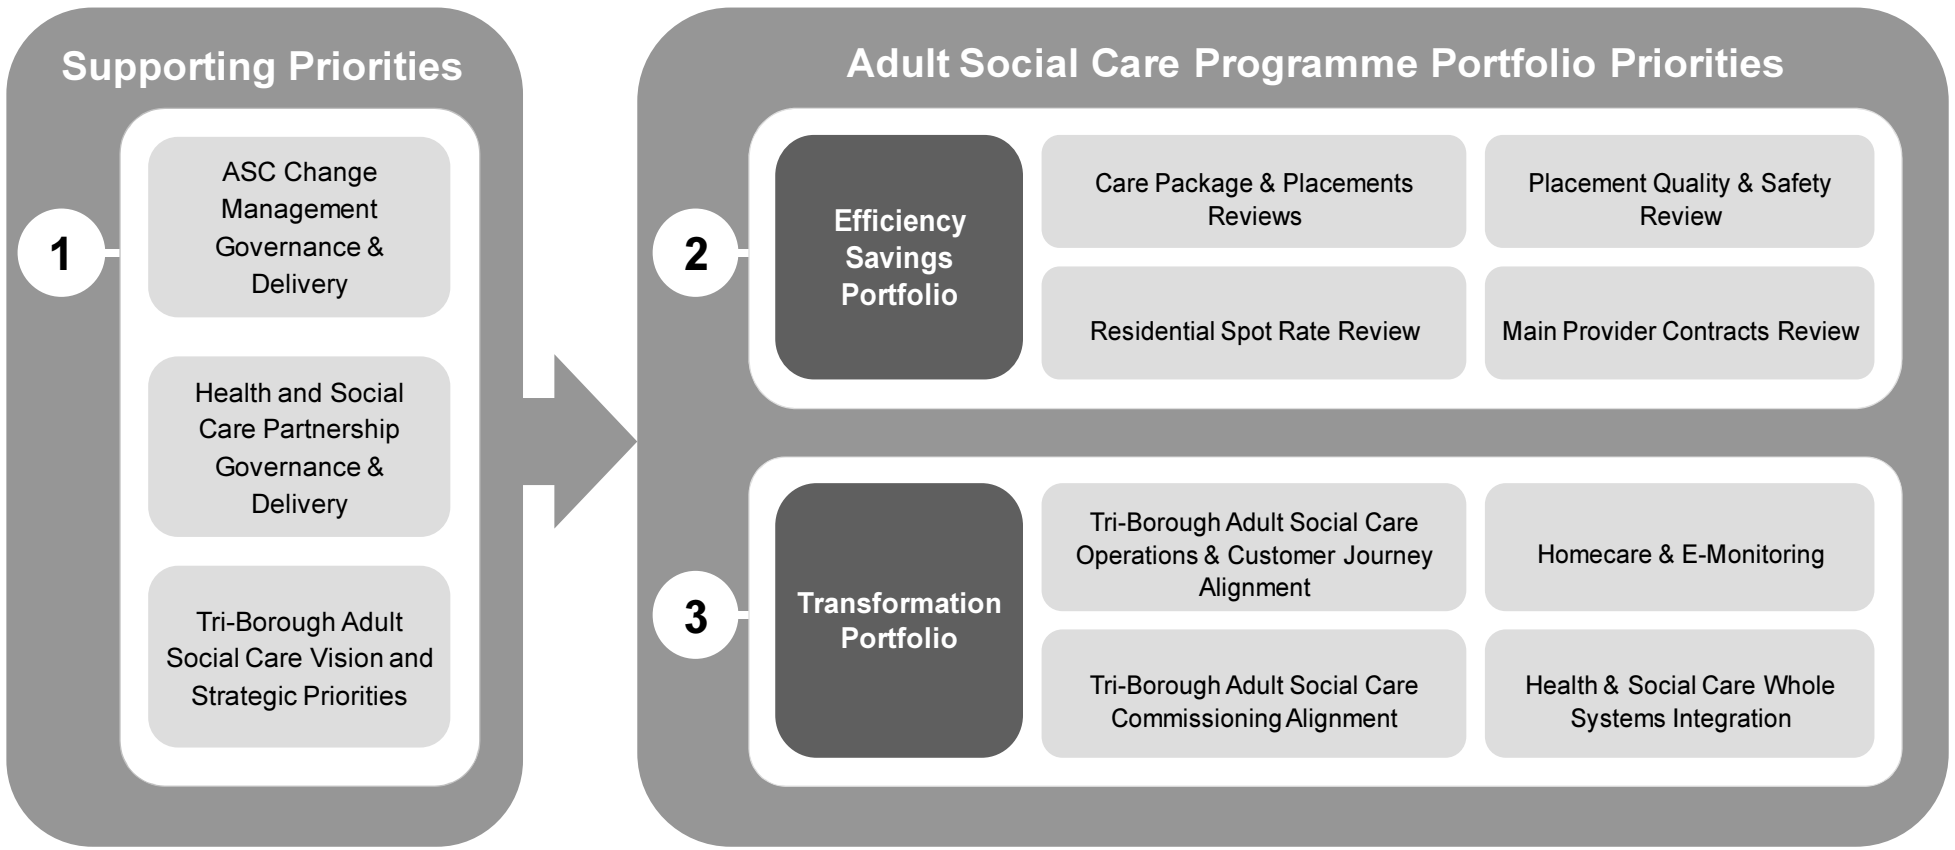 Supporting Priorities
1
ASC Change
Management
Governance &
Delivery
Health and Social
Care Partnership
Governance &
Delivery
Tri-Borough Adult
Social Care Vision and
Strategic Priorities
Adult Social Care Programme Portfolio Priorities
2
Efficiency
Savings
Portfolio
Care Package & Placements
Reviews
Placement Quality & Safety
Review
Residential Spot Rate Review
Main Provider Contracts Review
3
Transformation
Portfolio
Tri-Borough Adult Social Care
Operations & Customer Journey
Alignment
Homecare & E-Monitoring
Tri-Borough Adult Social Care
Commissioning Alignment
Health & Social Care Whole
Systems Integration